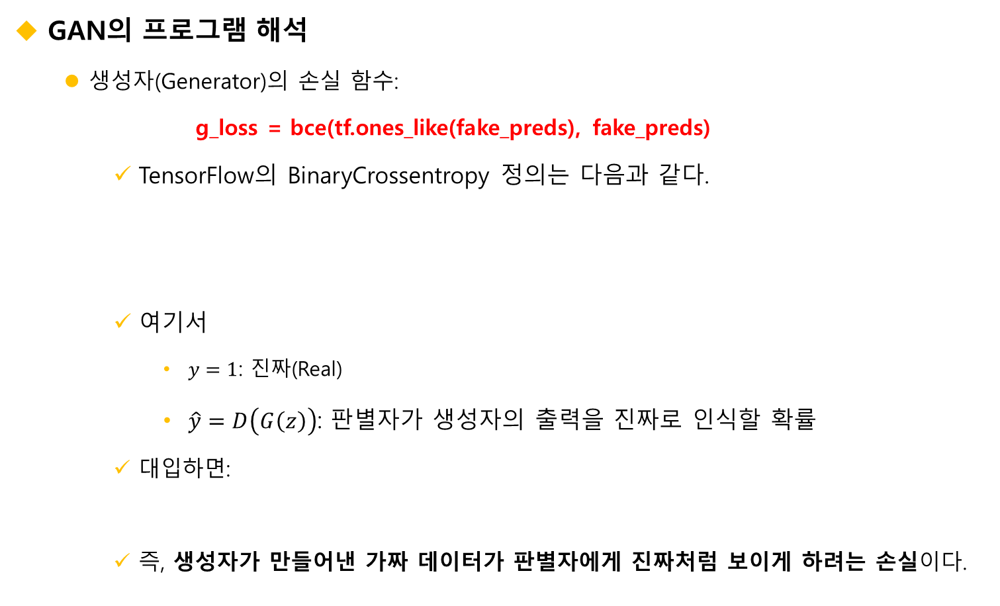 GAN의 프로그램 해석
생성자(Generator)의 손실 함수:
g_loss = bce(tf.ones_like(fake_preds), fake_preds)
TensorFlow의 BinaryCrossentropy 정의는 다음과 같다.
여기서
y = 1: 진짜(Real)
ŷ = D(G(z)): 판별자가 생성자의 출력을 진짜로 인식할 확률
대입하면:
즉, 생성자가 만들어낸 가짜 데이터가 판별자에게 진짜처럼 보이게 하려는 손실이다.